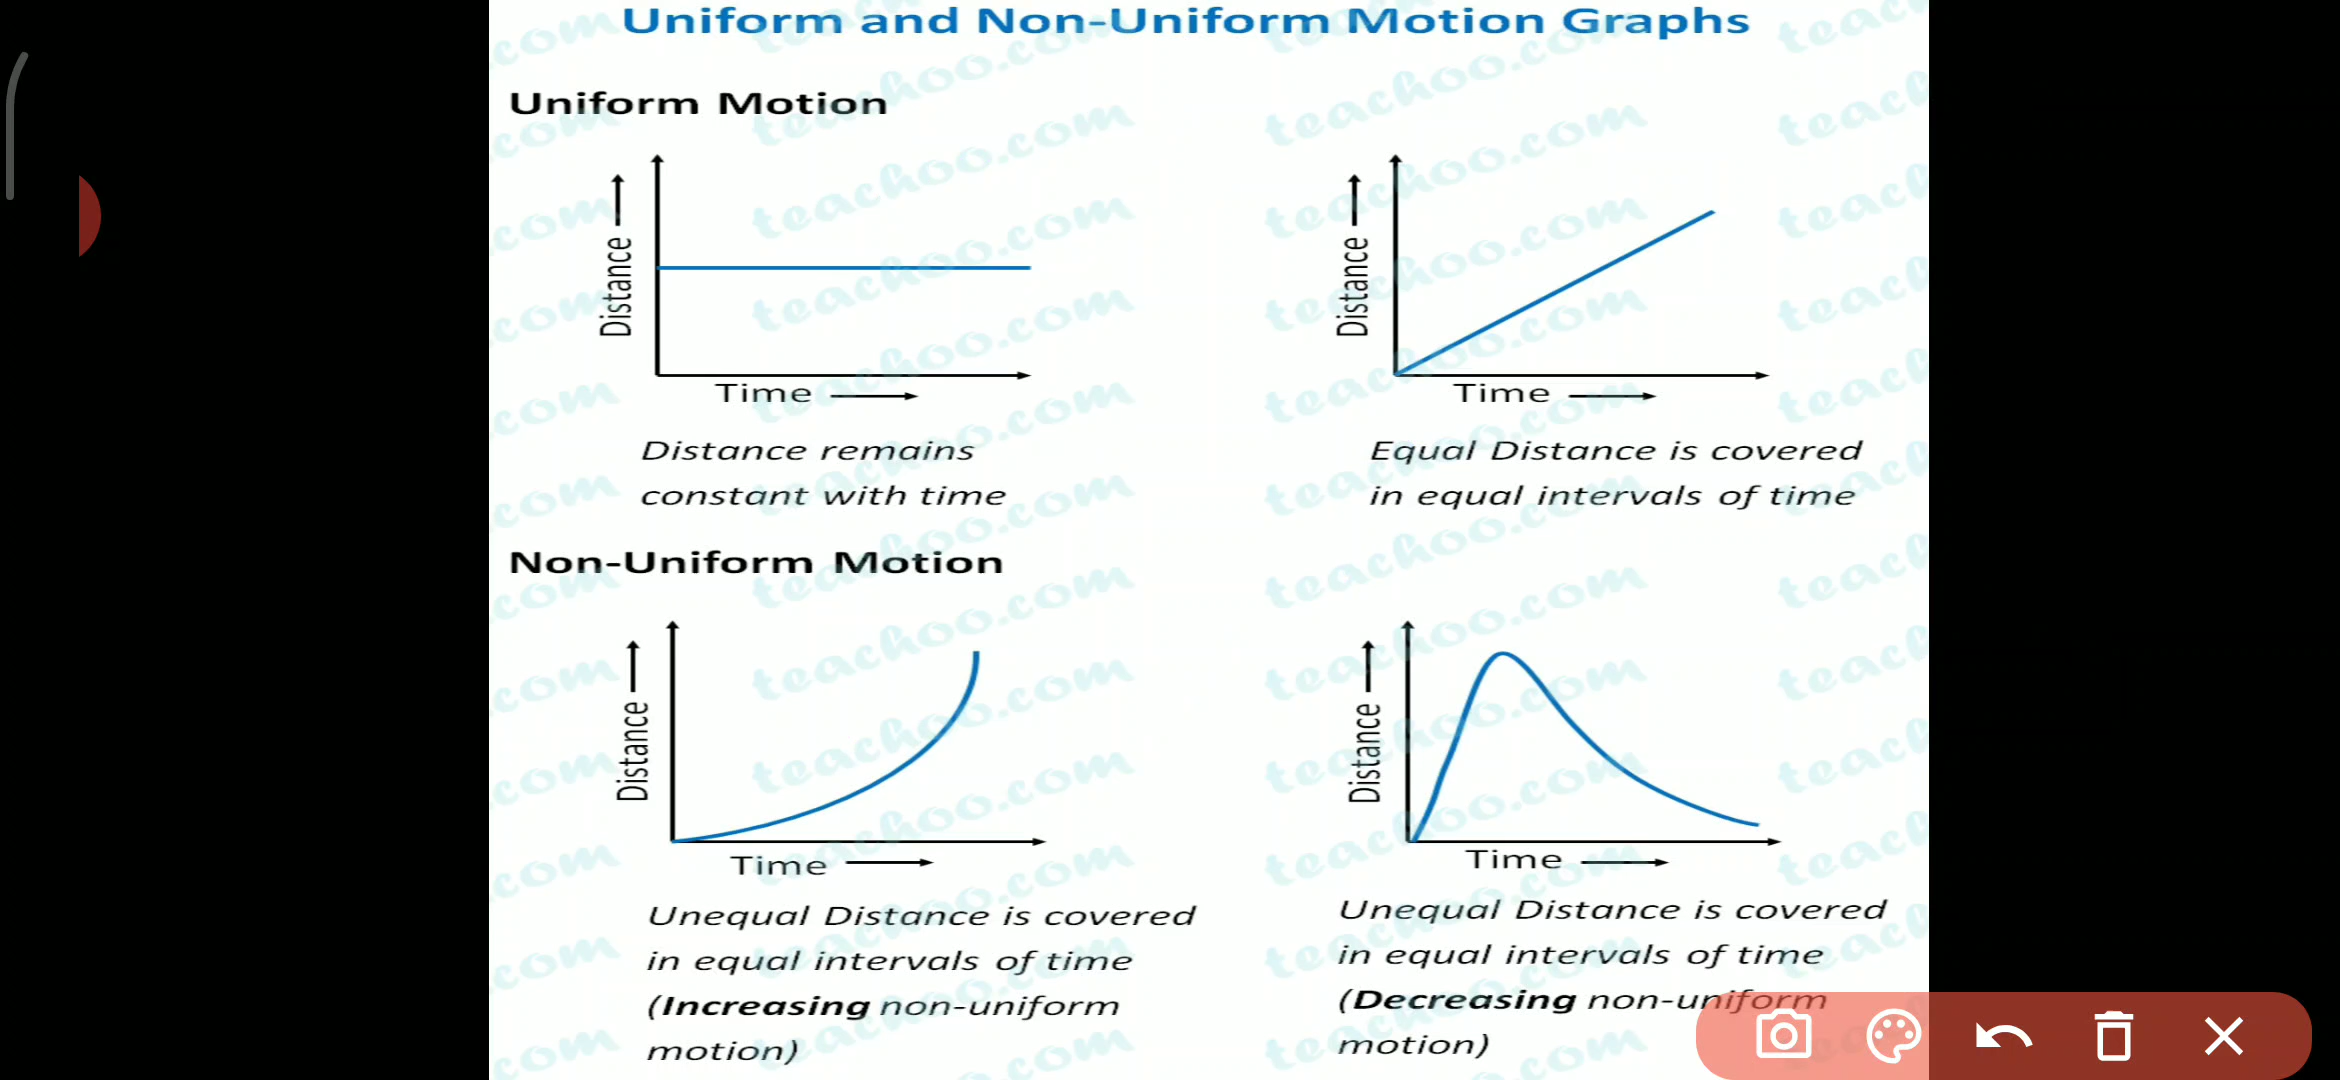 Uniform and Non-Uniform Motion Graphs
Uniform Motion
Distance
Time
Distance remains
constant with time
Distance
Time
Equal Distance is covered
in equal intervals of time
Non-Uniform Motion
Distance
Time
Unequal Distance is covered
in equal intervals of time
(Increasing non-uniform
motion)
Distance
Time
Unequal Distance is covered
in equal intervals of time
(Decreasing non-uniform
motion)
teachoo.com